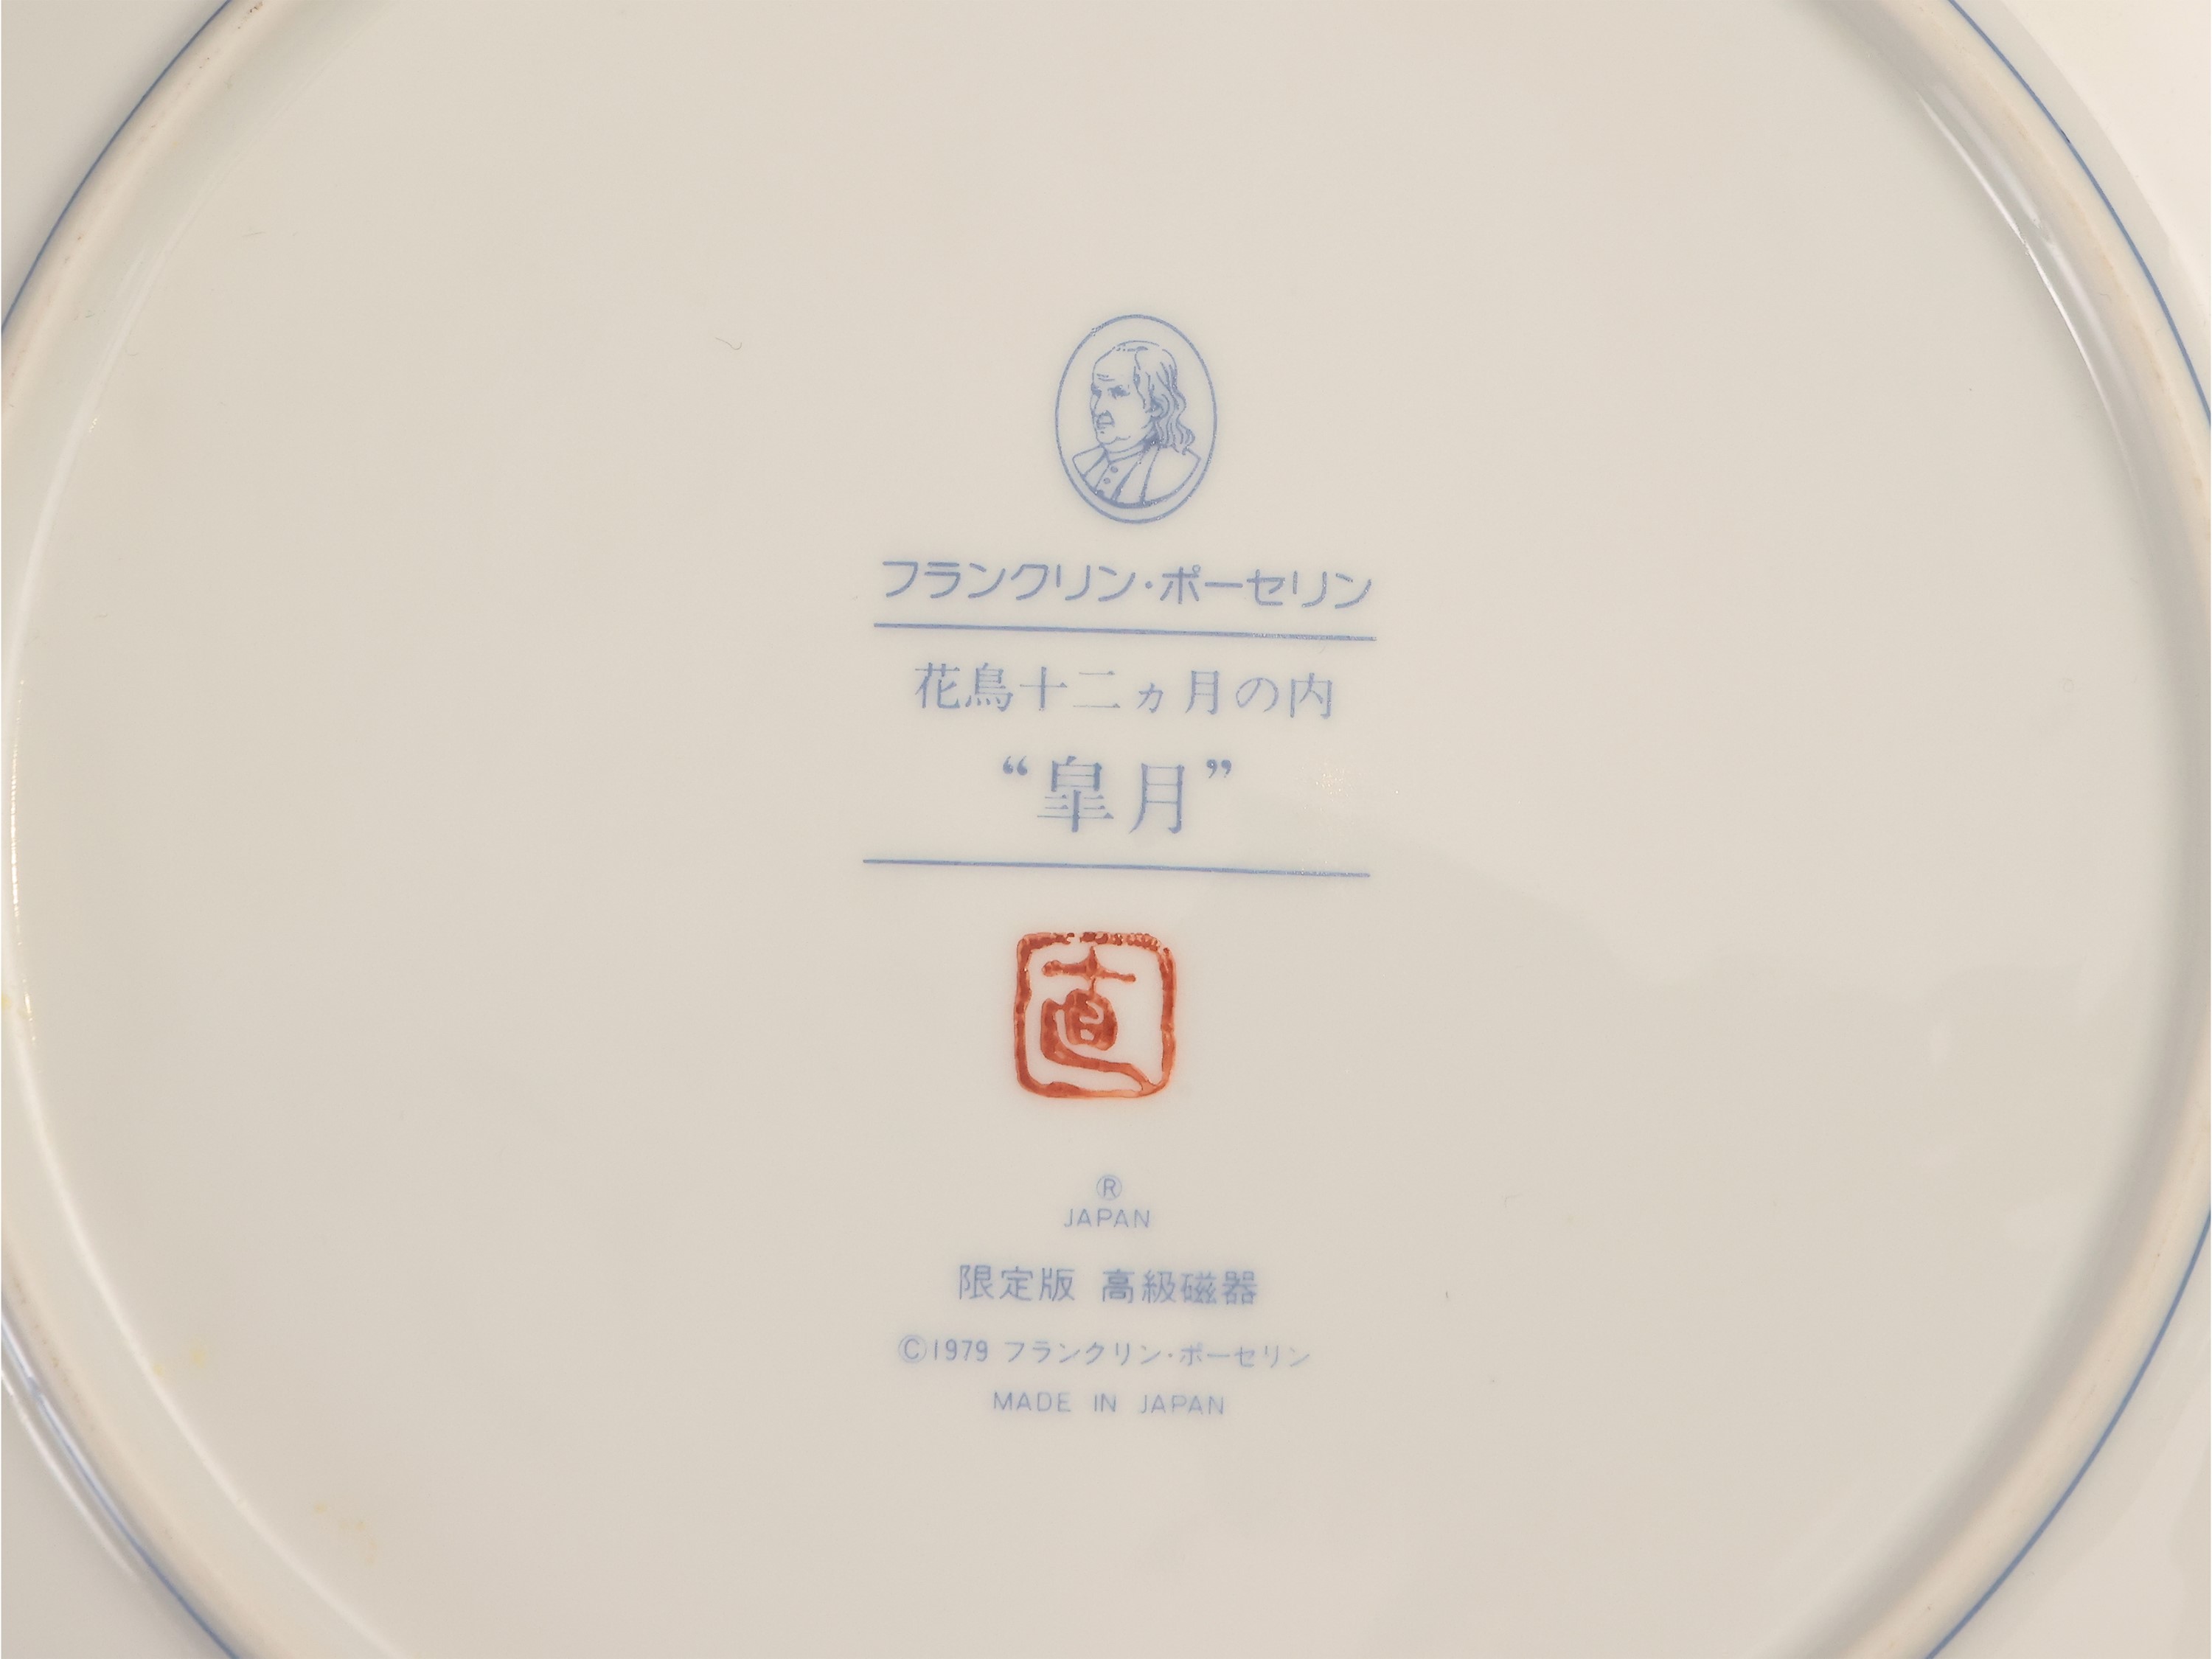 フランクリン・ポーセリン
花鳥十二ヵ月の内
“皐月”
直
®
JAPAN
限定版 高級磁器
©1979 フランクリン・ポーセリン
MADE IN JAPAN